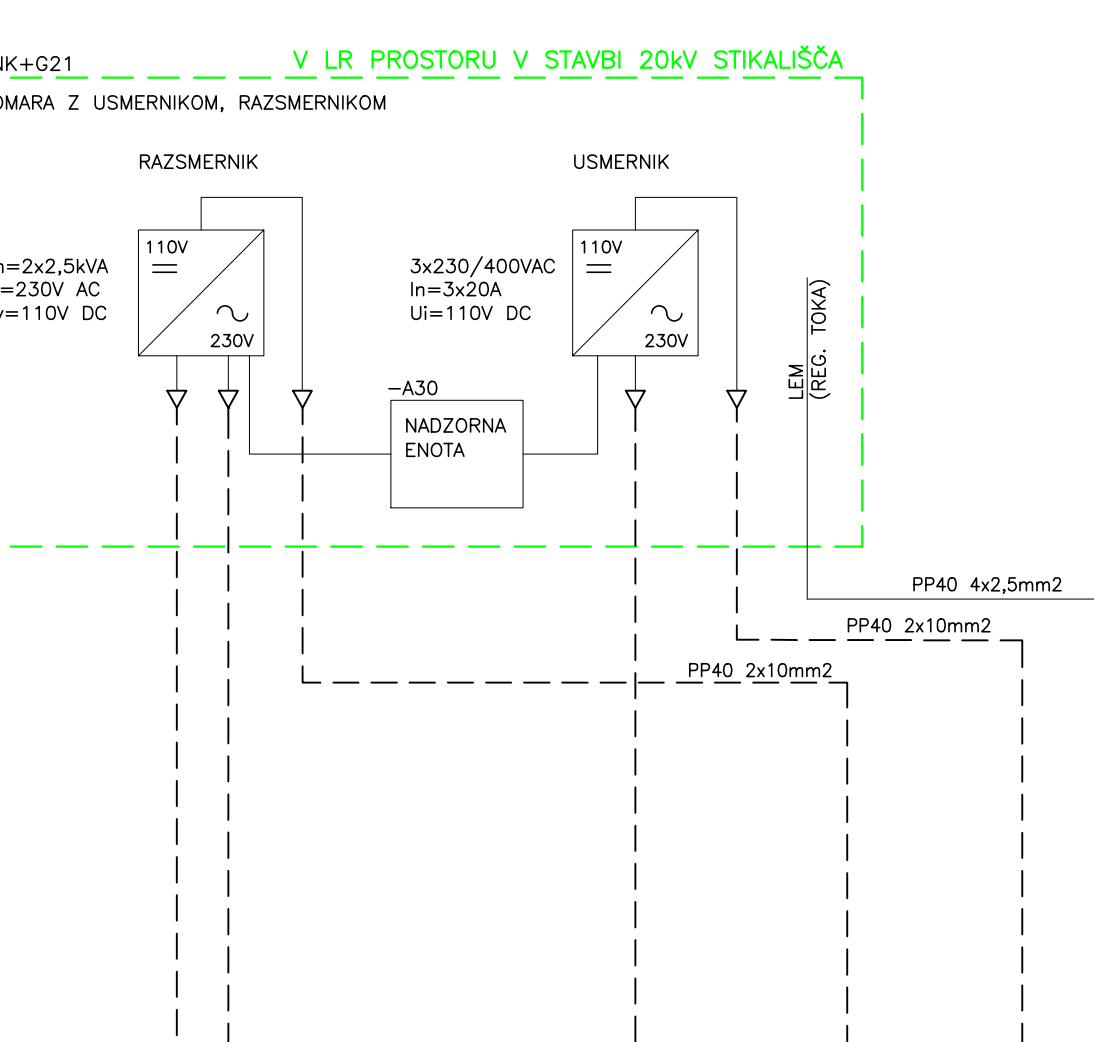 V LR PROSTORU V STAVBI 20kV STIKALIŠČA
NK+G21
OMARA Z USMERNIKOM, RAZSMERNIKOM
RAZSMERNIK
USMERNIK
110V
230V
n=2x2,5kVA
=230V AC
v=110V DC
3x230/400VAC
In=3x20A
Ui=110V DC
110V
230V
LEM
(REG. TOKA)
-A30
NADZORNA
ENOTA
PP40 4x2,5mm2
PP40 2x10mm2
PP40 2x10mm2